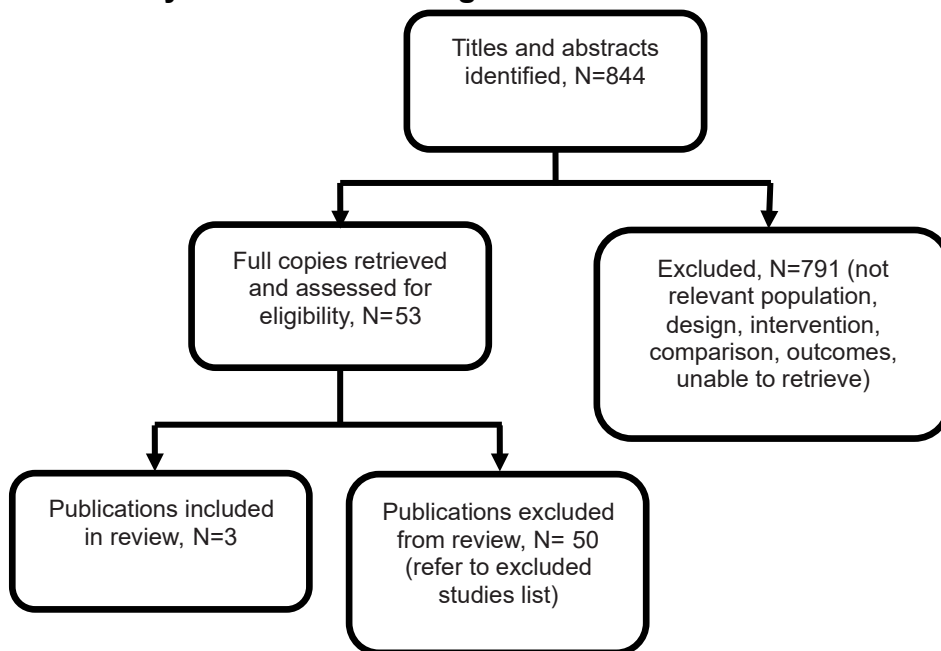 Titles and abstracts
identified, N=844
Full copies retrieved
and assessed for
eligibility, N=53
Excluded, N=791 (not
relevant population,
design, intervention,
comparison, outcomes,
unable to retrieve)
Publications included
in review, N=3
Publications excluded
from review, N= 50
(refer to excluded
studies list)